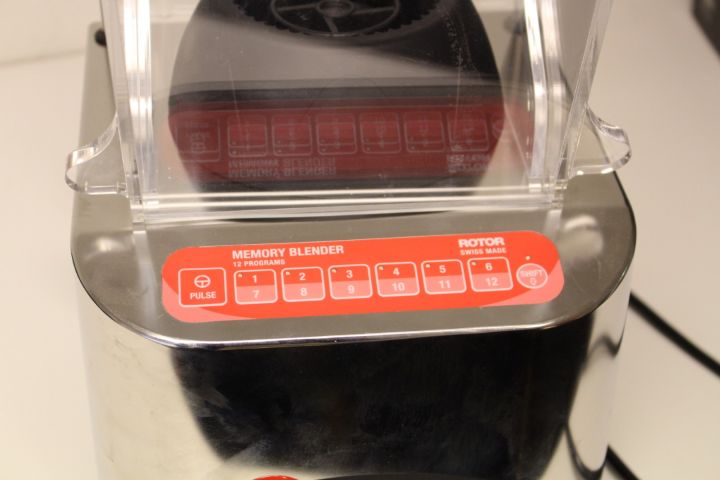 MEMORY BLENDER
12 PROGRAMS
ROTOR
SWISS MADE
PULSE
1 2 3 4 5 6
7 8 9 10 11 12
SHIFT
0